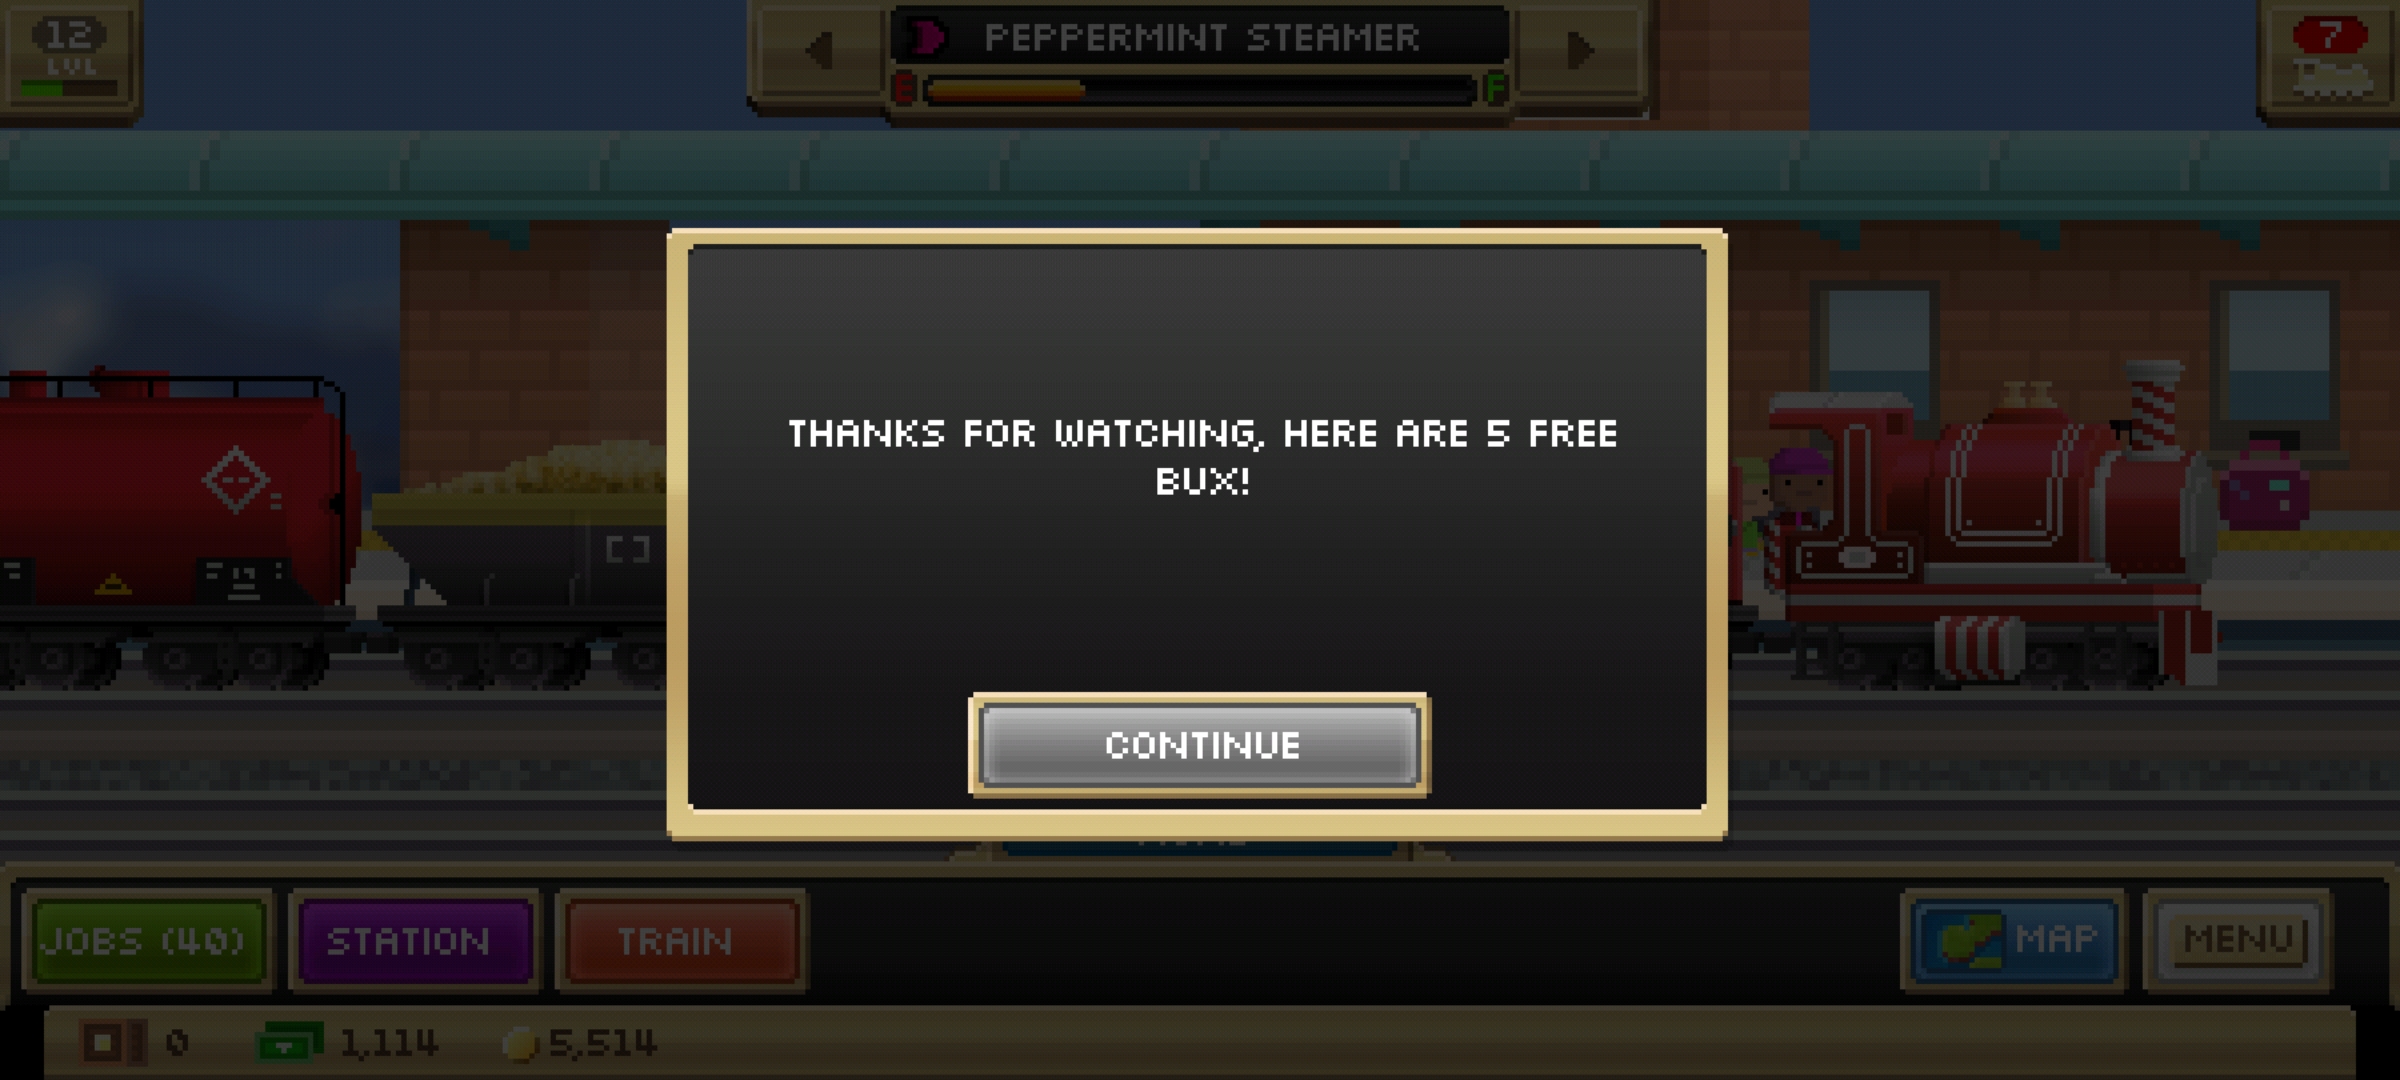 12
LVL
PEPPERMINT STEAMER
E F
7
THANKS FOR WATCHING, HERE ARE 5 FREE
BUX!
CONTINUE
JOBS (40)
STATION
TRAIN
MAP
MENU
0
1,114
5,514